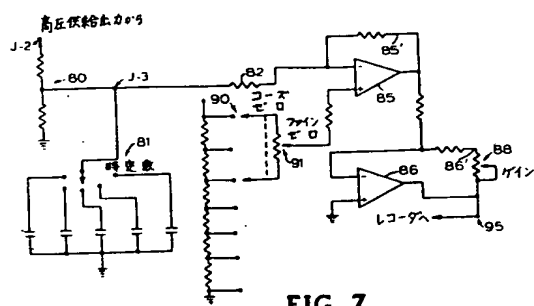 高圧供給出力から
J-2
80
J-3
82
85'
85
81
時定数
90
コーズ
ゼロ
ファイン
ゼロ
91
86
86'
88
ゲイン
レコーダへ
95
FIG. 7